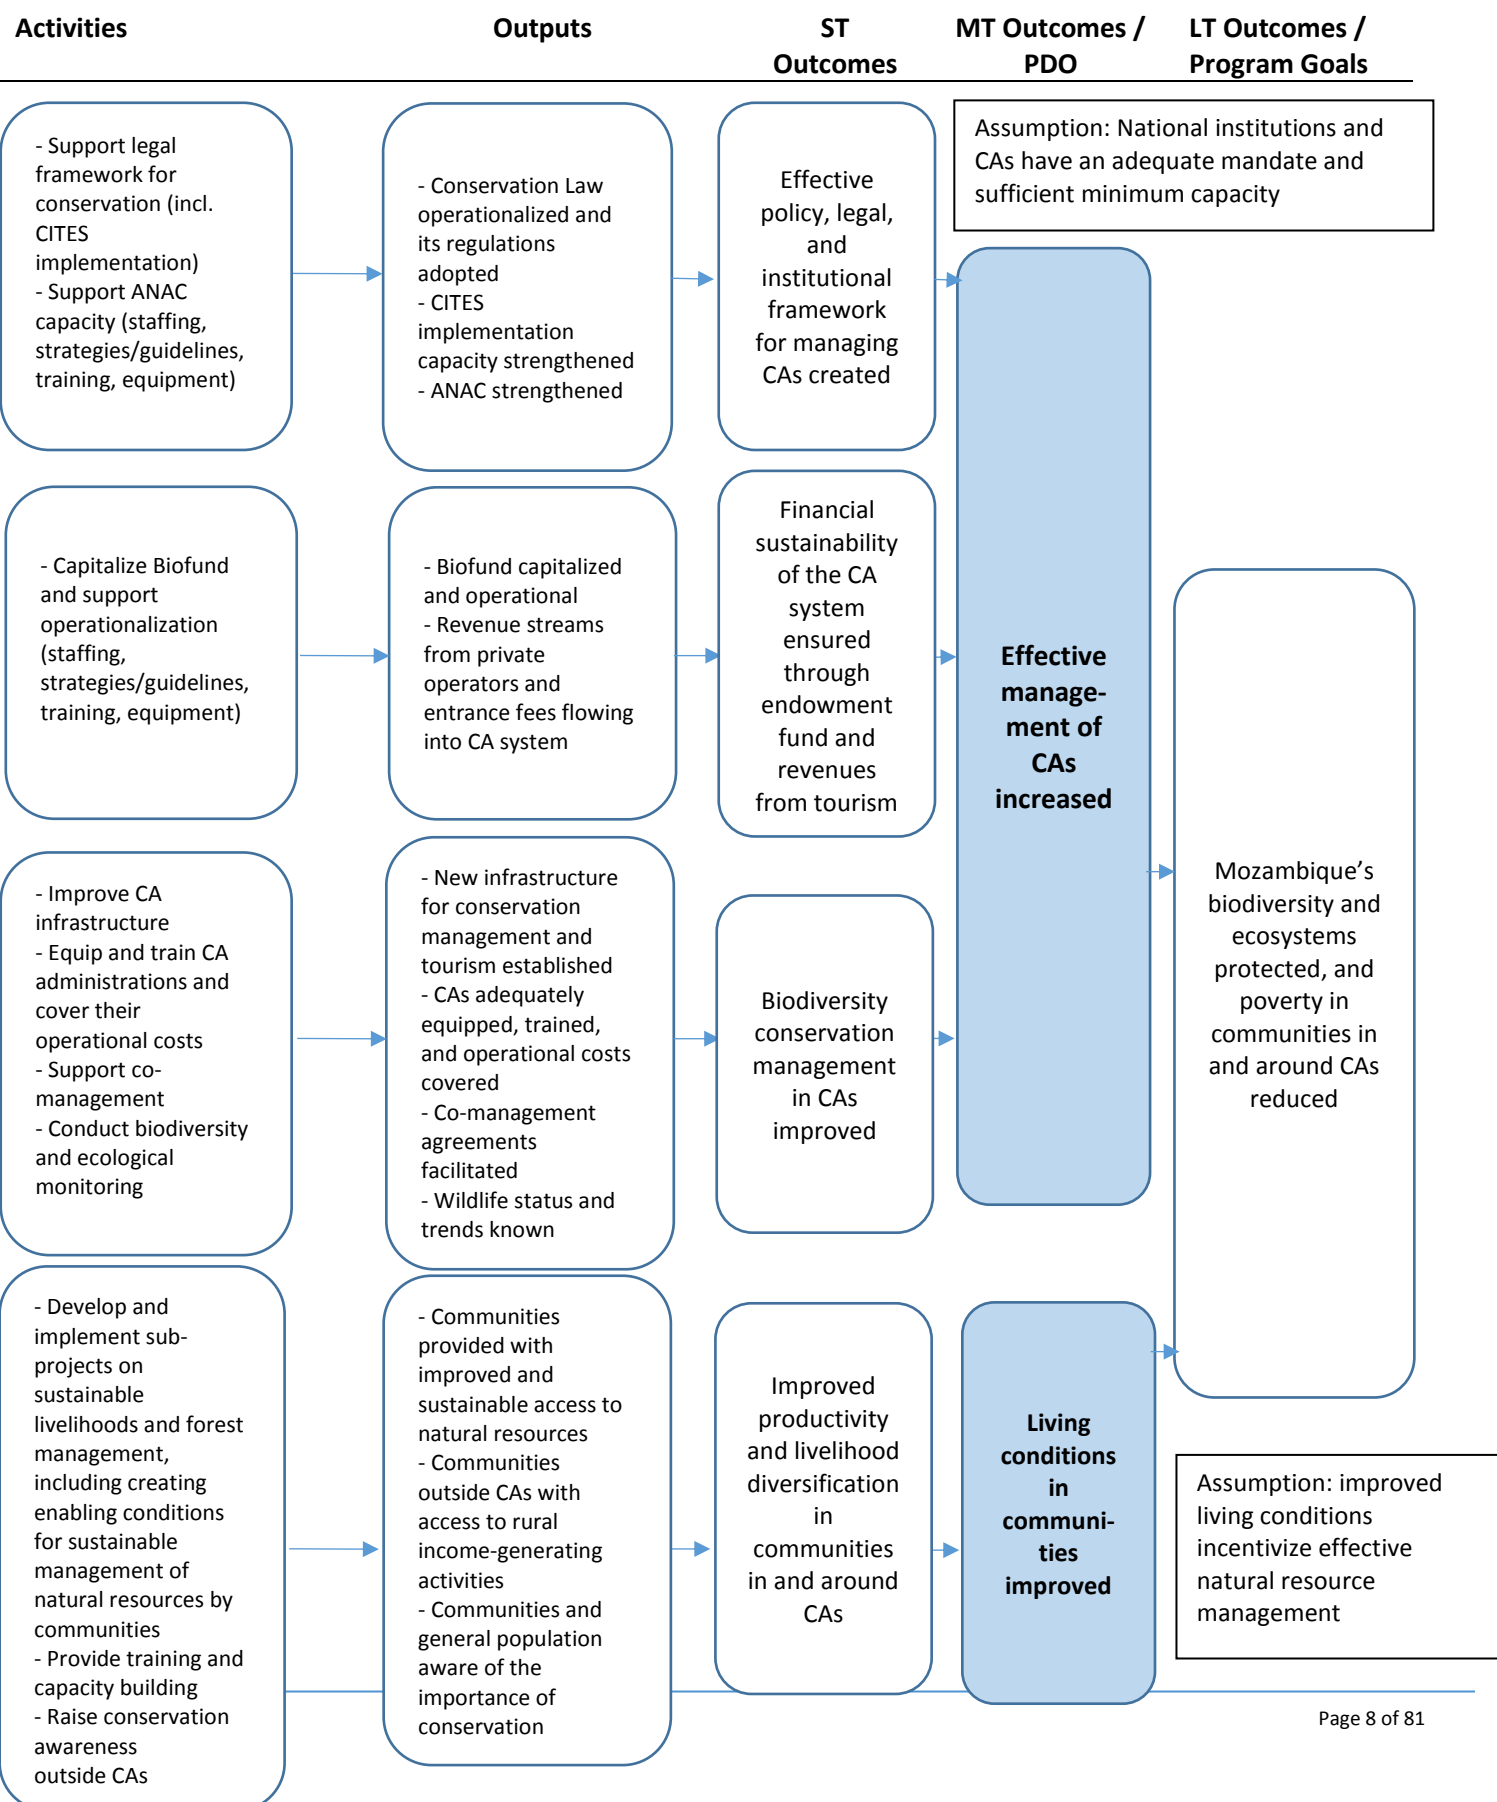 Activities
Outputs
ST
Outcomes
MT Outcomes /
PDO
LT Outcomes /
Program Goals
- Support legal
framework for
conservation (incl.
CITES
implementation)
- Support ANAC
capacity (staffing,
strategies/guidelines,
training, equipment)
- Conservation Law
operationalized and
its regulations
adopted
- CITES
implementation
capacity strengthened
- ANAC strengthened
Effective
policy, legal,
and
institutional
framework
for managing
CAs created
Assumption: National institutions and
CAs have an adequate mandate and
sufficient minimum capacity
- Capitalize Biofund
and support
operationalization
(staffing,
strategies/guidelines,
training, equipment)
- Biofund capitalized
and operational
- Revenue streams
from private
operators and
entrance fees flowing
into CA system
Financial
sustainability
of the CA
system
ensured
through
endowment
fund and
revenues
from tourism
Effective
manage-
ment of
CAs
increased
- Improve CA
infrastructure
- Equip and train CA
administrations and
cover their
operational costs
- Support co-
management
- Conduct biodiversity
and ecological
monitoring
- New infrastructure
for conservation
management and
tourism established
- CAs adequately
equipped, trained,
and operational costs
covered
- Co-management
agreements
facilitated
- Wildlife status and
trends known
Biodiversity
conservation
management
in CAs
improved
Mozambique’s
biodiversity and
ecosystems
protected, and
poverty in
communities in
and around CAs
reduced
- Develop and
implement sub-
projects on
sustainable
livelihoods and forest
management,
including creating
enabling conditions
for sustainable
management of
natural resources by
communities
- Provide training and
capacity building
- Raise conservation
awareness
outside CAs
- Communities
provided with
improved and
sustainable access to
natural resources
- Communities
outside CAs with
access to rural
income-generating
activities
- Communities and
general population
aware of the
importance of
conservation
Improved
productivity
and livelihood
diversification
in
communities
in and around
CAs
Living
conditions
in
communi-
ties
improved
Assumption: improved
living conditions
incentivize effective
natural resource
management
Page 8 of 81